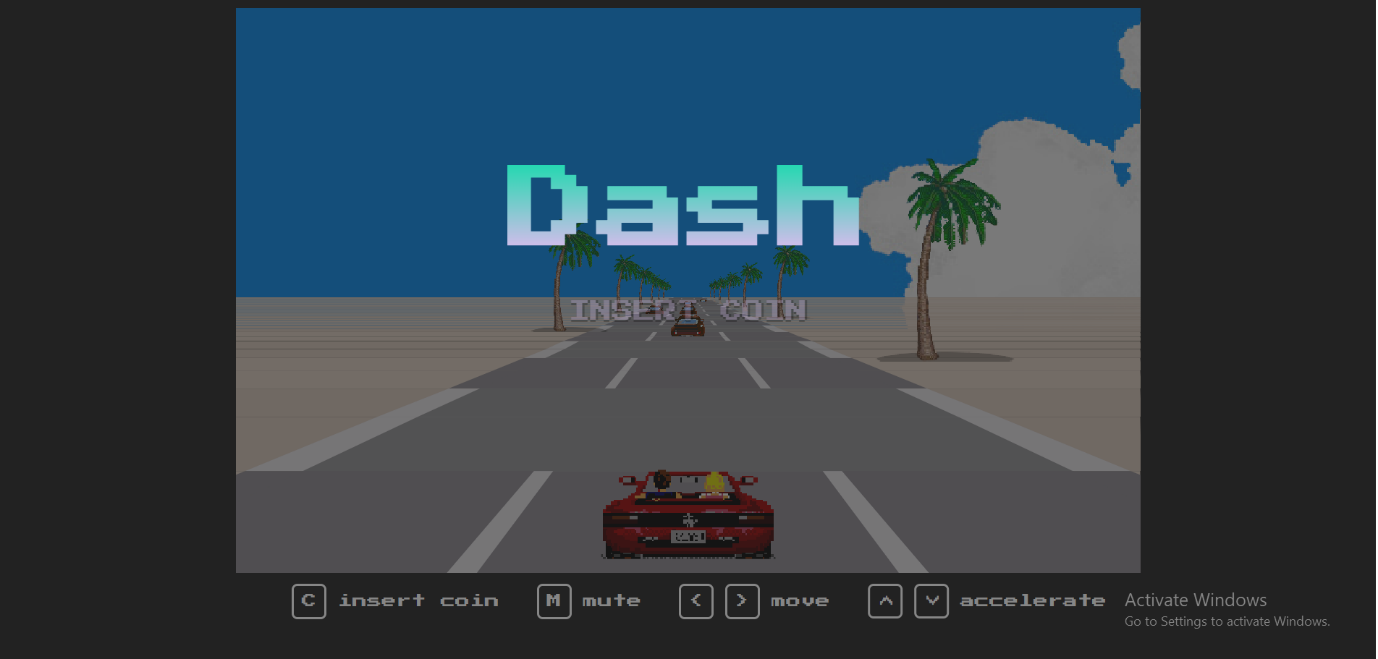 Dash
INSERT COIN
C insert coin M mute < > move ^ v accelerate
Activate Windows
Go to Settings to activate Windows.